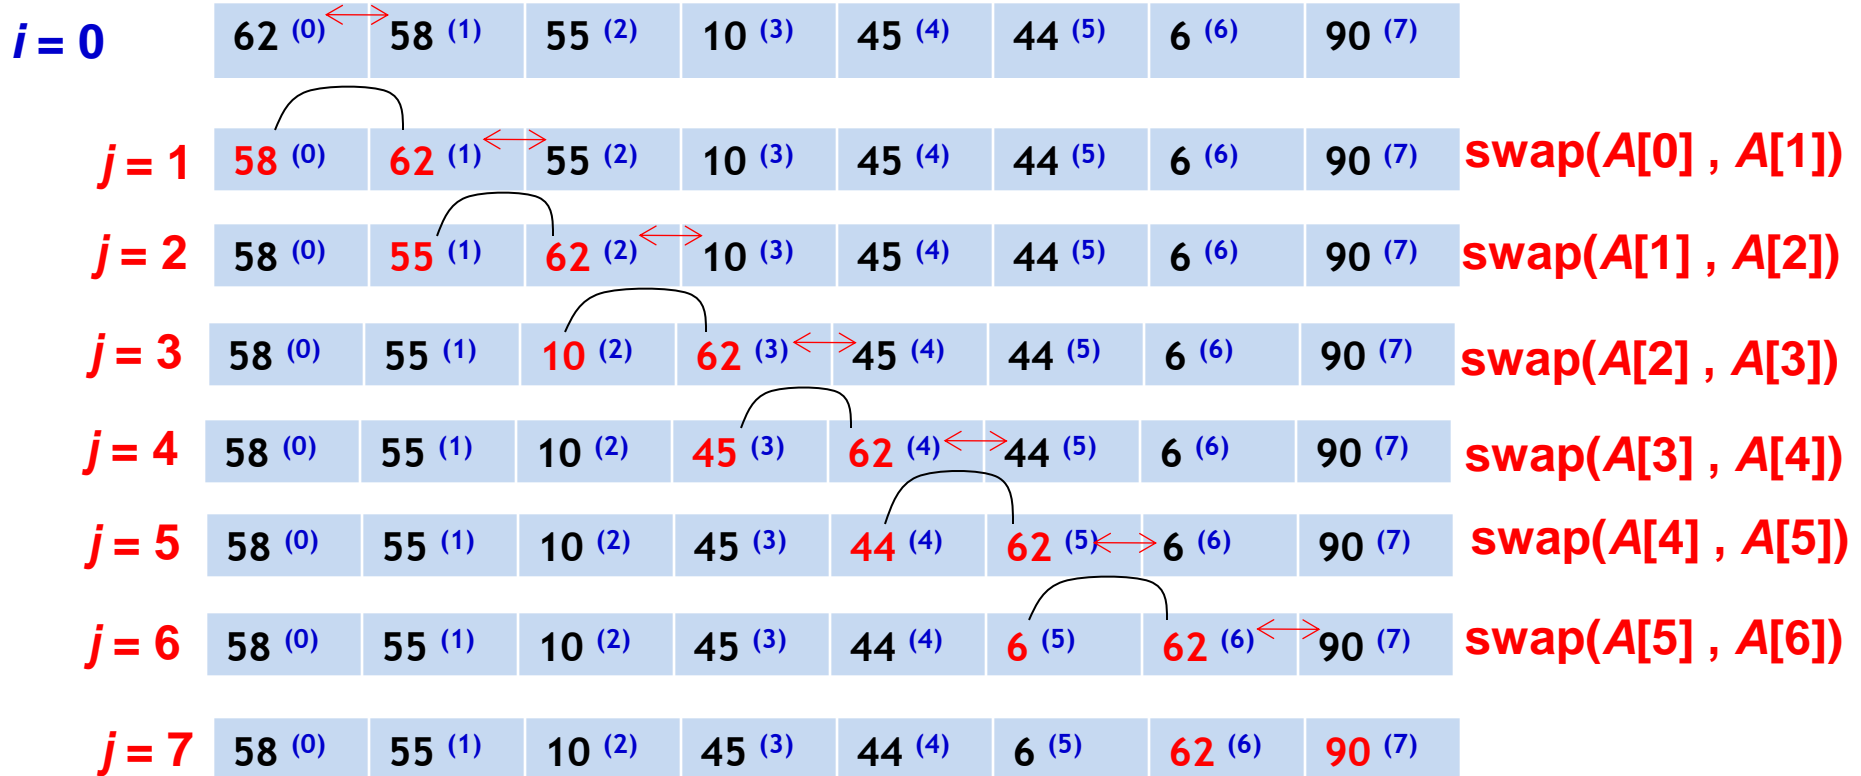 i = 0 62 (0) 58 (1) 55 (2) 10 (3) 45 (4) 44 (5) 6 (6) 90 (7)
j = 1 58 (0) 62 (1) 55 (2) 10 (3) 45 (4) 44 (5) 6 (6) 90 (7) swap(A[0] , A[1])
j = 2 58 (0) 55 (1) 62 (2) 10 (3) 45 (4) 44 (5) 6 (6) 90 (7) swap(A[1] , A[2])
j = 3 58 (0) 55 (1) 10 (2) 62 (3) 45 (4) 44 (5) 6 (6) 90 (7) swap(A[2] , A[3])
j = 4 58 (0) 55 (1) 10 (2) 45 (3) 62 (4) 44 (5) 6 (6) 90 (7) swap(A[3] , A[4])
j = 5 58 (0) 55 (1) 10 (2) 45 (3) 44 (4) 62 (5) 6 (6) 90 (7) swap(A[4] , A[5])
j = 6 58 (0) 55 (1) 10 (2) 45 (3) 44 (4) 6 (5) 62 (6) 90 (7) swap(A[5] , A[6])
j = 7 58 (0) 55 (1) 10 (2) 45 (3) 44 (4) 6 (5) 62 (6) 90 (7)